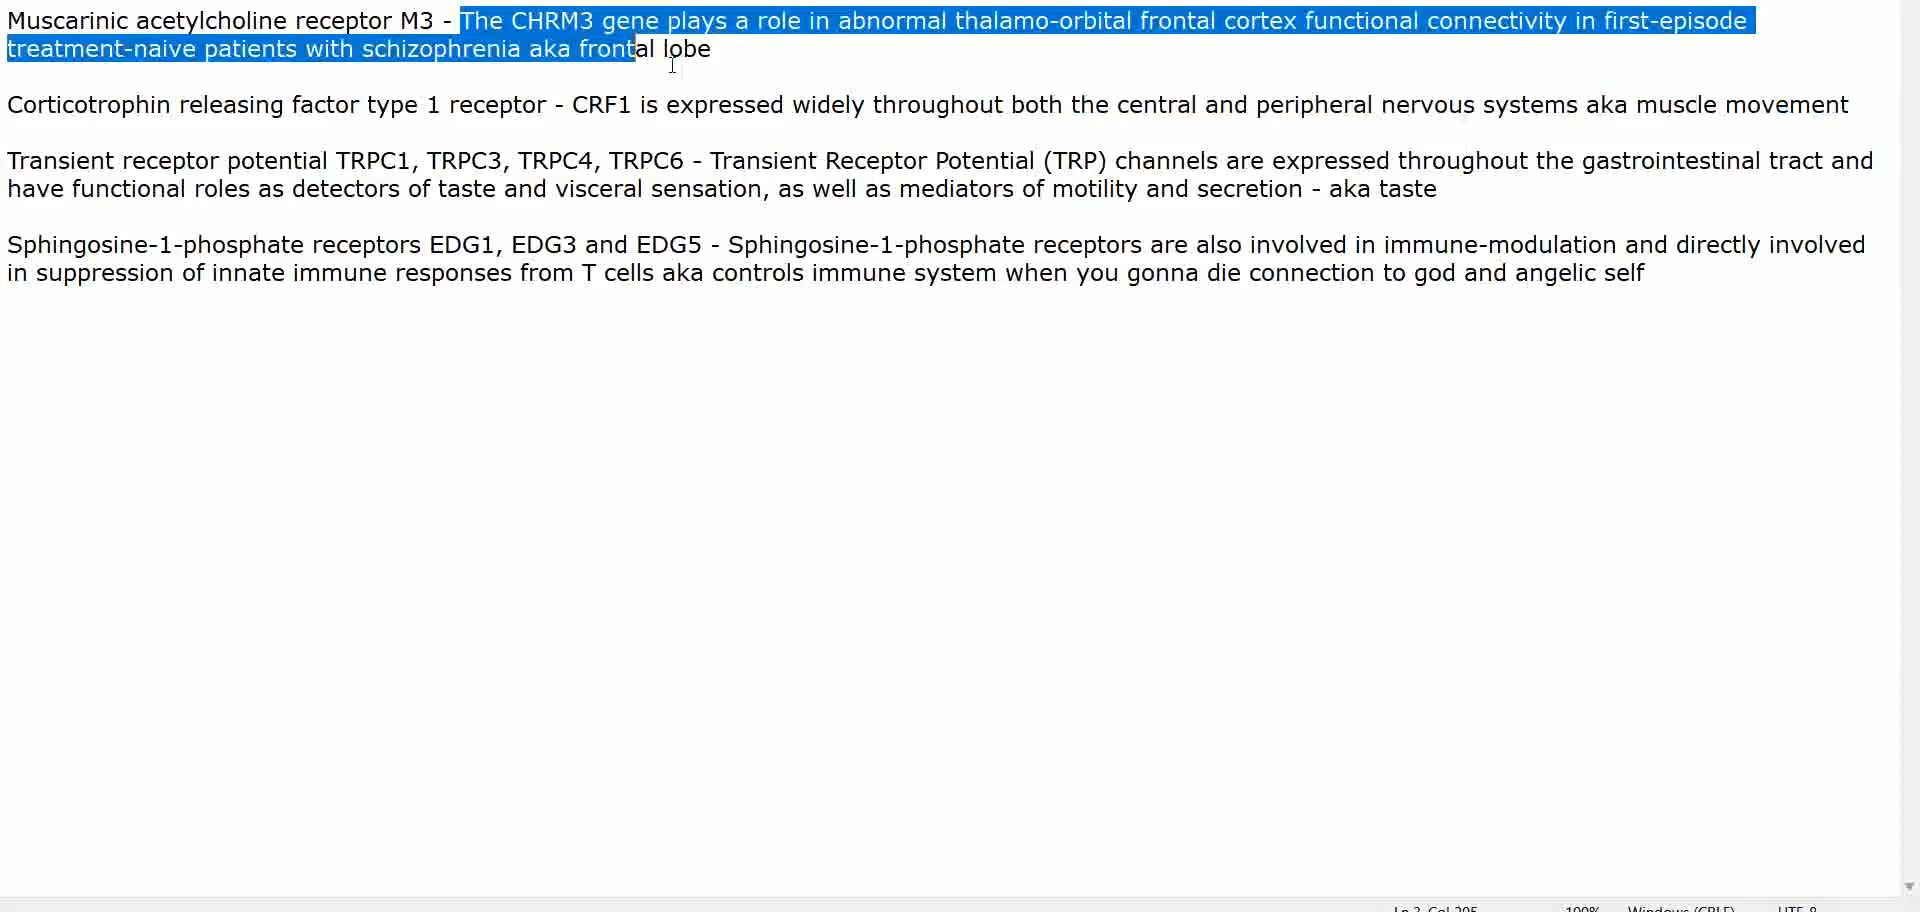 Muscarinic acetylcholine receptor M3 - The CHRM3 gene plays a role in abnormal thalamo-orbital frontal cortex functional connectivity in first-episode
treatment-naive patients with schizophrenia aka frontal lobe
Corticotrophin releasing factor type 1 receptor - CRF1 is expressed widely throughout both the central and peripheral nervous systems aka muscle movement
Transient receptor potential TRPC1, TRPC3, TRPC4, TRPC6 - Transient Receptor Potential (TRP) channels are expressed throughout the gastrointestinal tract and
have functional roles as detectors of taste and visceral sensation, as well as mediators of motility and secretion - aka taste
Sphingosine-1-phosphate receptors EDG1, EDG3 and EDG5 - Sphingosine-1-phosphate receptors are also involved in immune-modulation and directly involved
in suppression of innate immune responses from T cells aka controls immune system when you gonna die connection to god and angelic self
100% Windows (CRLF) UTF-8